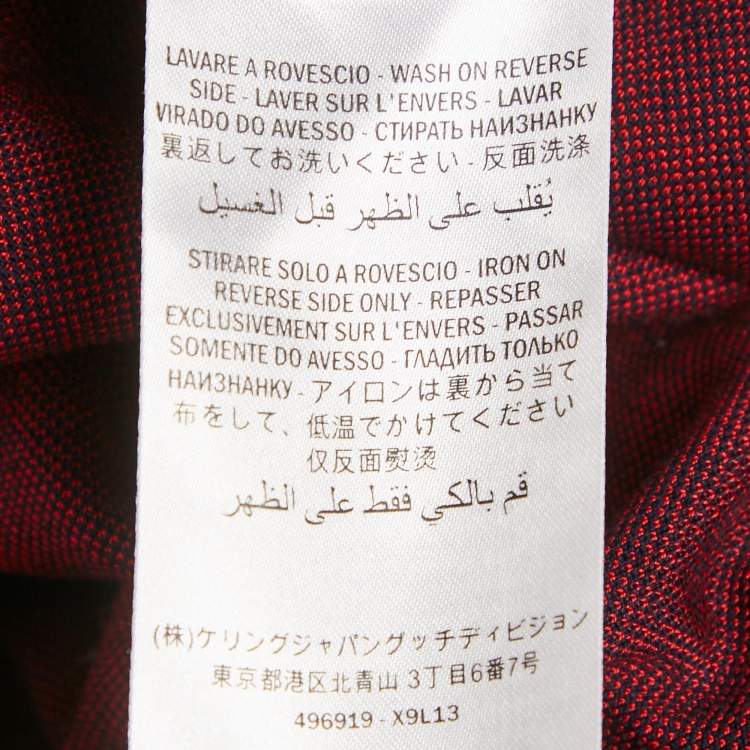 LAVARE A ROVESCIO - WASH ON REVERSE
SIDE - LAVER SUR L'ENVERS - LAVAR
VIRADO DO AVESSO - СТИРАТЬ НАИЗНАНКУ
裏返してお洗いください - 反面洗涤
يُقلب على الظهر قبل الغسيل
STIRARE SOLO A ROVESCIO - IRON ON
REVERSE SIDE ONLY - REPASSER
EXCLUSIVEMENT SUR L'ENVERS - PASSAR
SOMENTE DO AVESSO - ГЛАДИТЬ ТОЛЬКО
НАИЗНАНКУ - アイロンは裏から当て
布をして、低温でかけてください
仅反面熨烫
قم بالكي فقط على الظهر
(株)ケリングジャパングッチディビジョン
東京都港区北青山 3丁目6番7号
496919 - X9L13